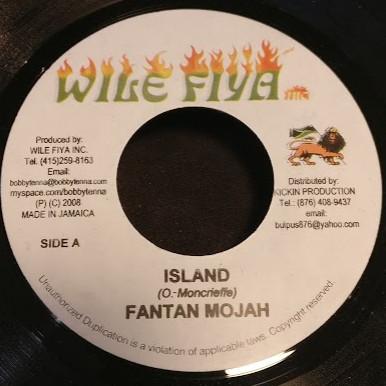 WILE FIYA INC.
Produced by:
WILE FIYA INC.
Tel. (415)259-8163
Email:
bobbytenna@bobbytenna.com
myspace.com/bobbytenna
(P) (C) 2008
MADE IN JAMAICA
Distributed by:
KICKIN PRODUCTION
Tel.: (876) 408-9437
email:
bulpus876@yahoo.com
SIDE A
ISLAND
(O.-Moncrieffe)
FANTAN MOJAH
Unauthorized Duplication is a violation of applicable laws. Copyright reserved.